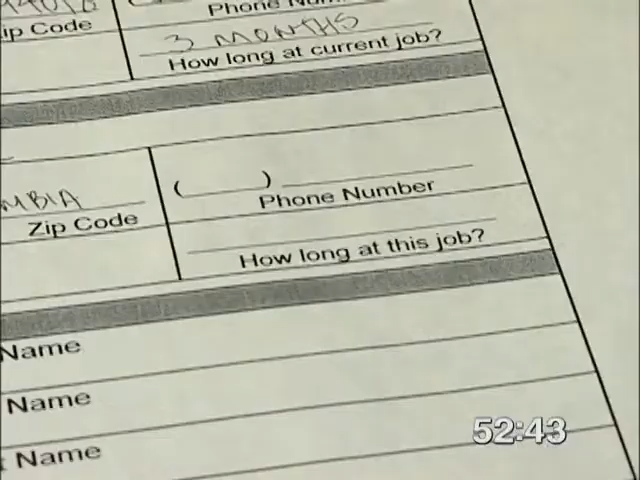 ip Code
Phone Num
3 MONTHS
How long at current job?
MBIA
( )
Zip Code
Phone Number
How long at this job?
Name
Name
Name
52:43